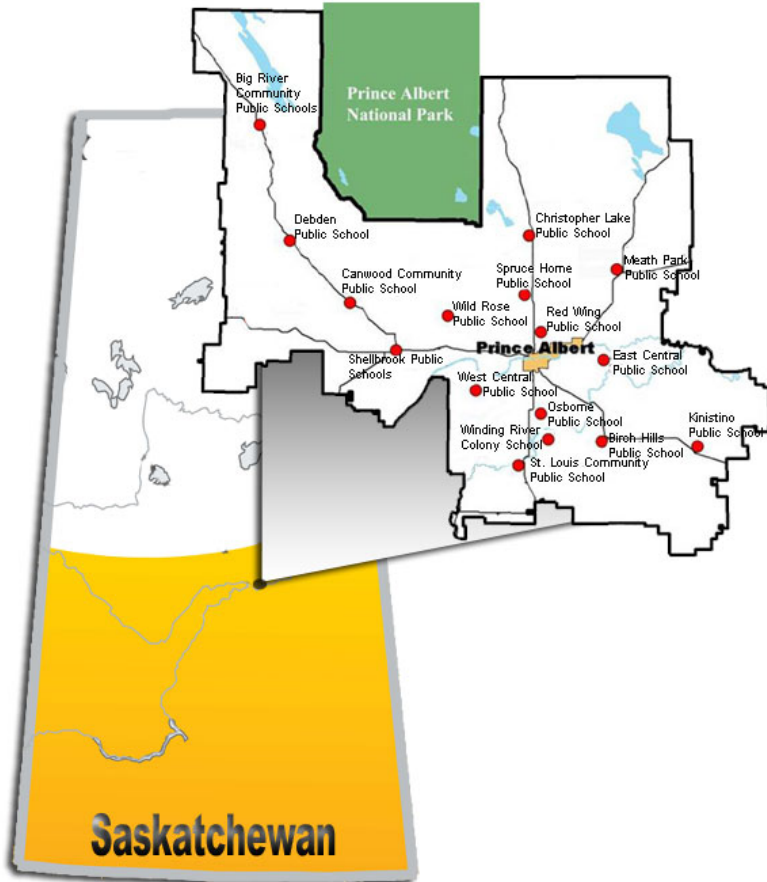 Big River
Community
Public Schools
Prince Albert
National Park
Debden
Public School
Christopher Lake
Public School
Canwood Community
Public School
Spruce Home
Public School
Meath Park
Public School
Wild Rose
Public School
Red Wing
Public School
Prince Albert
Shellbrook Public
Schools
East Central
Public School
West Central
Public School
Osborne
Public School
Winding River
Colony School
Birch Hills
Public School
Kinistino
Public School
St. Louis Community
Public School
Saskatchewan